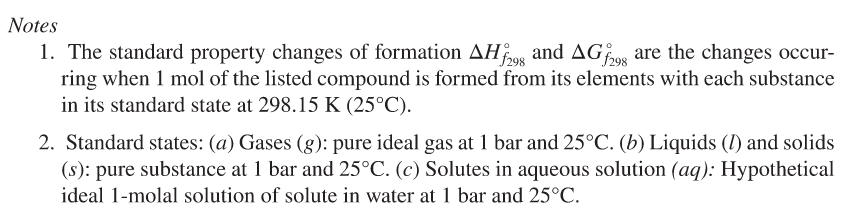 Notes
1. The standard property changes of formation ΔH°f298 and ΔG°f298 are the changes occur-
ring when 1 mol of the listed compound is formed from its elements with each substance
in its standard state at 298.15 K (25°C).
2. Standard states: (a) Gases (g): pure ideal gas at 1 bar and 25°C. (b) Liquids (l) and solids
(s): pure substance at 1 bar and 25°C. (c) Solutes in aqueous solution (aq): Hypothetical
ideal 1-molal solution of solute in water at 1 bar and 25°C.